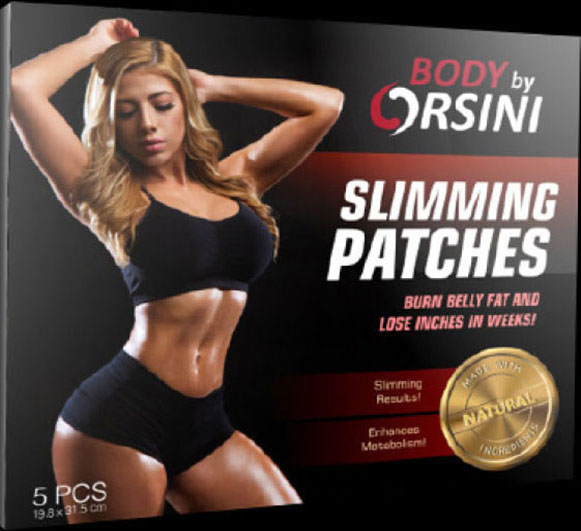 BODY by
ORSINI
SLIMMING
PATCHES
BURN BELLY FAT AND
LOSE INCHES IN WEEKS!
Slimming
Results!
Enhances
Metabolism!
MADE WITH
NATURAL
INGREDIENTS
5 PCS
19.8 x 31.5 cm